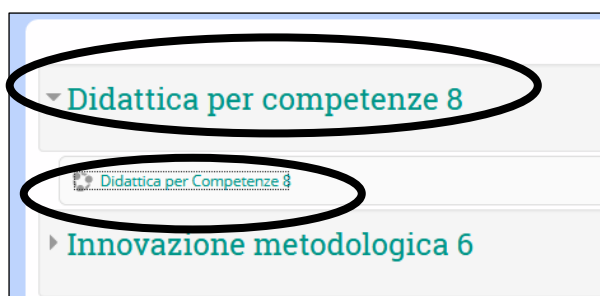 Didattica per competenze 8
Didattica per Competenze 8
Innovazione metodologica 6